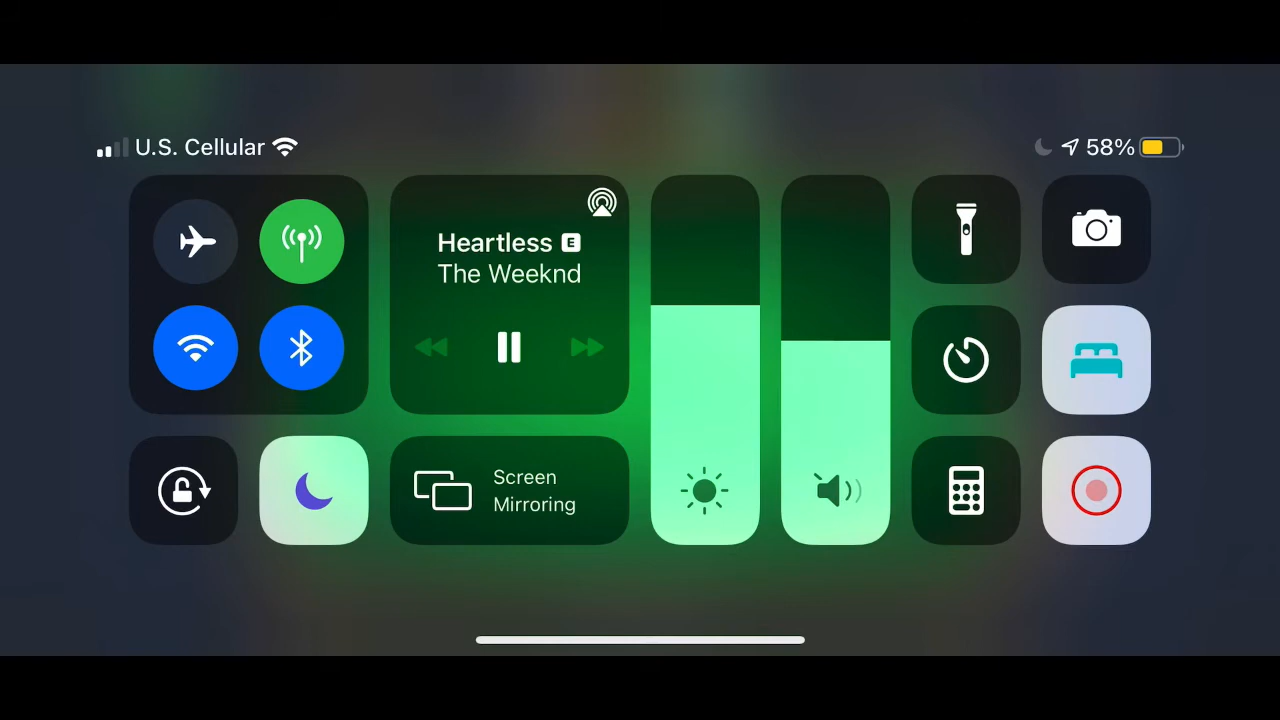 U.S. Cellular
58%
Heartless E
The Weeknd
Screen
Mirroring